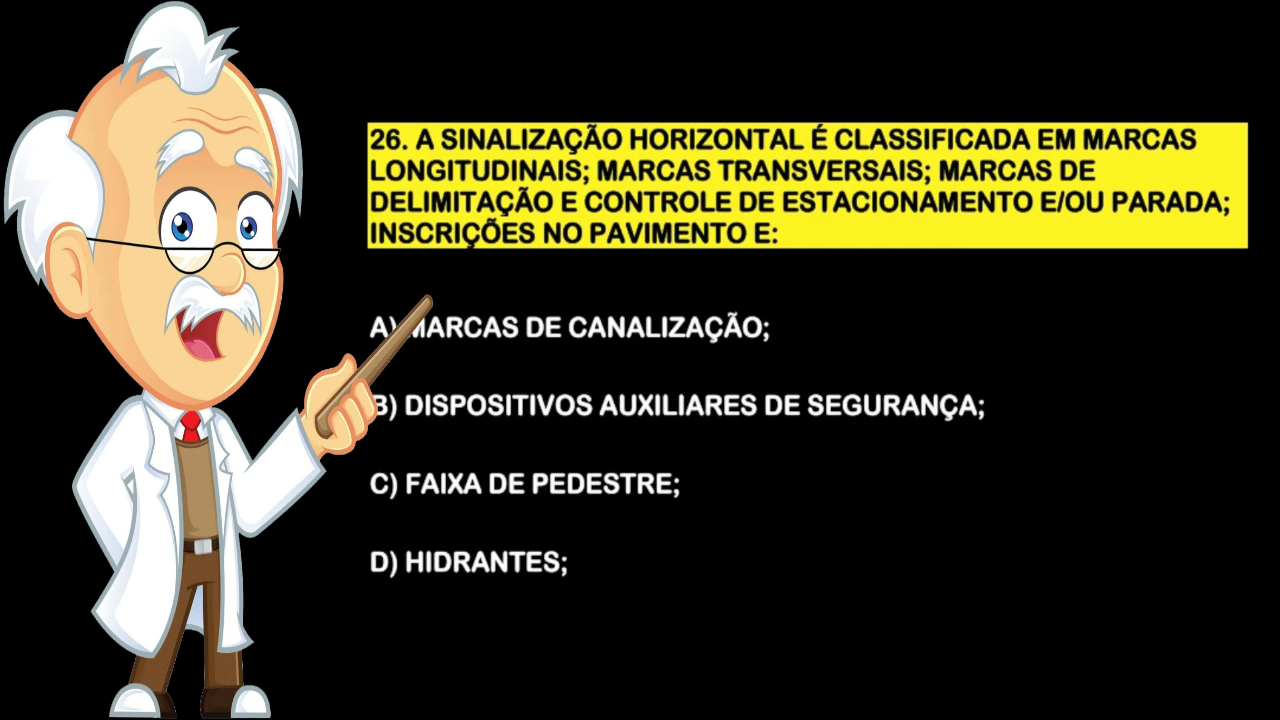 26. A SINALIZAÇÃO HORIZONTAL É CLASSIFICADA EM MARCAS
LONGITUDINAIS; MARCAS TRANSVERSAIS; MARCAS DE
DELIMITAÇÃO E CONTROLE DE ESTACIONAMENTO E/OU PARADA;
INSCRIÇÕES NO PAVIMENTO E:
A) MARCAS DE CANALIZAÇÃO;
B) DISPOSITIVOS AUXILIARES DE SEGURANÇA;
C) FAIXA DE PEDESTRE;
D) HIDRANTES;